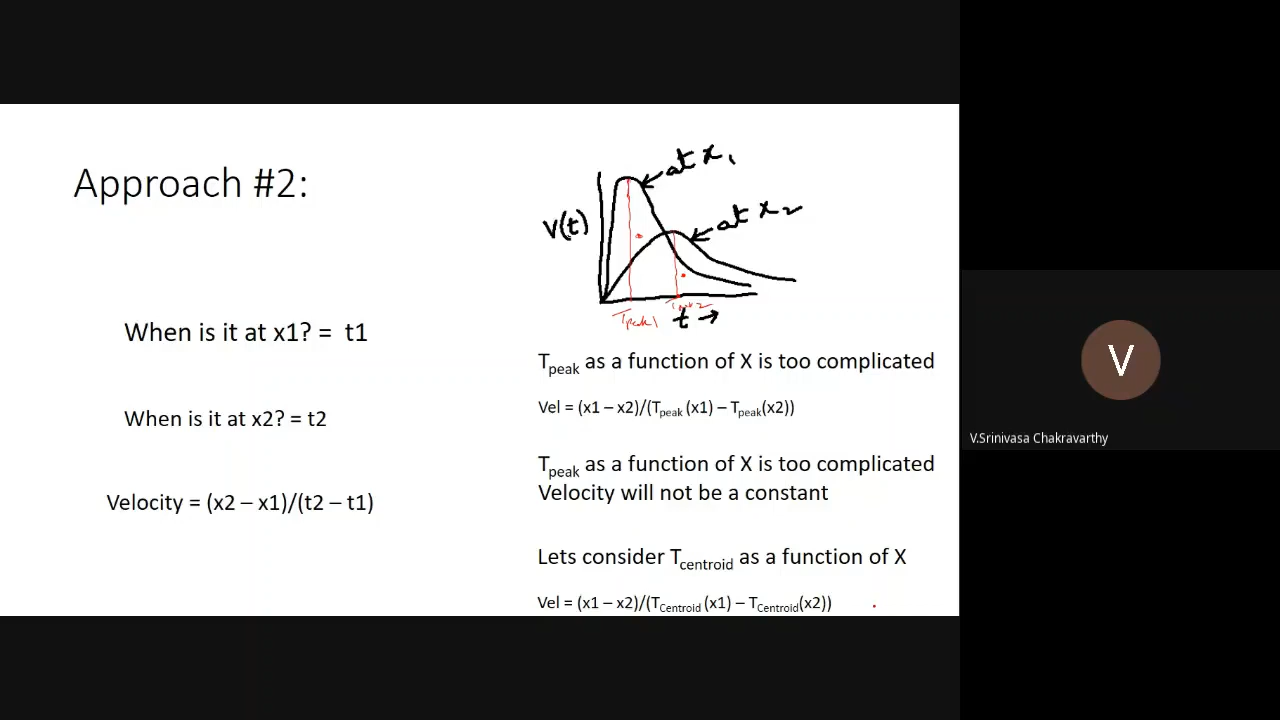 Approach #2:
When is it at x1? = t1
When is it at x2? = t2
Velocity = (x2 – x1)/(t2 – t1)
at x1
at x2
V(t)
Tpeak1
Tpeak2
t →
Tpeak as a function of X is too complicated
Vel = (x1 – x2)/(Tpeak (x1) – Tpeak(x2))
Tpeak as a function of X is too complicated
Velocity will not be a constant
Lets consider Tcentroid as a function of X
Vel = (x1 – x2)/(TCentroid (x1) – TCentroid(x2))
V
V.Srinivasa Chakravarthy